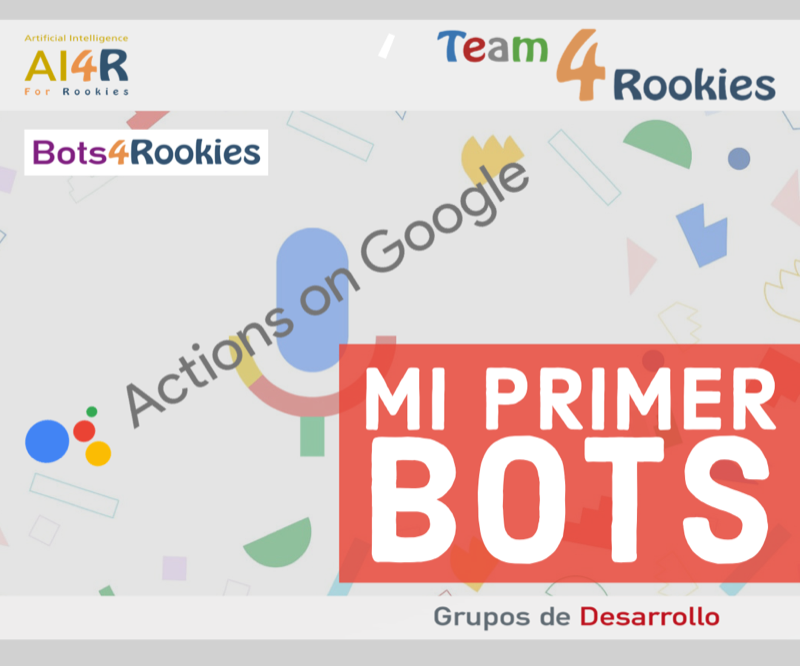 Artificial Intelligence
AI4R
For Rookies
Team
4
Rookies
Bots4Rookies
Actions on Google
MI PRIMER
BOTS
Grupos de Desarrollo